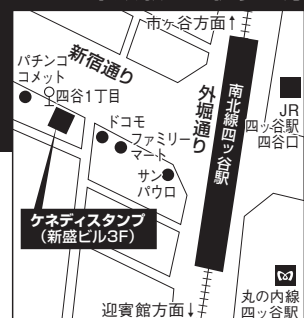 市ヶ谷方面↑
新宿通り
パチンコ
コメット
四谷1丁目
ドコモ
ファミリー
マート
サン
パウロ
外堀通り
南北線四ッ谷駅
JR
四ッ谷駅
四谷口
ケネディスタンプ
(新盛ビル3F)
迎賓館方面↓
丸の内線
四ッ谷駅